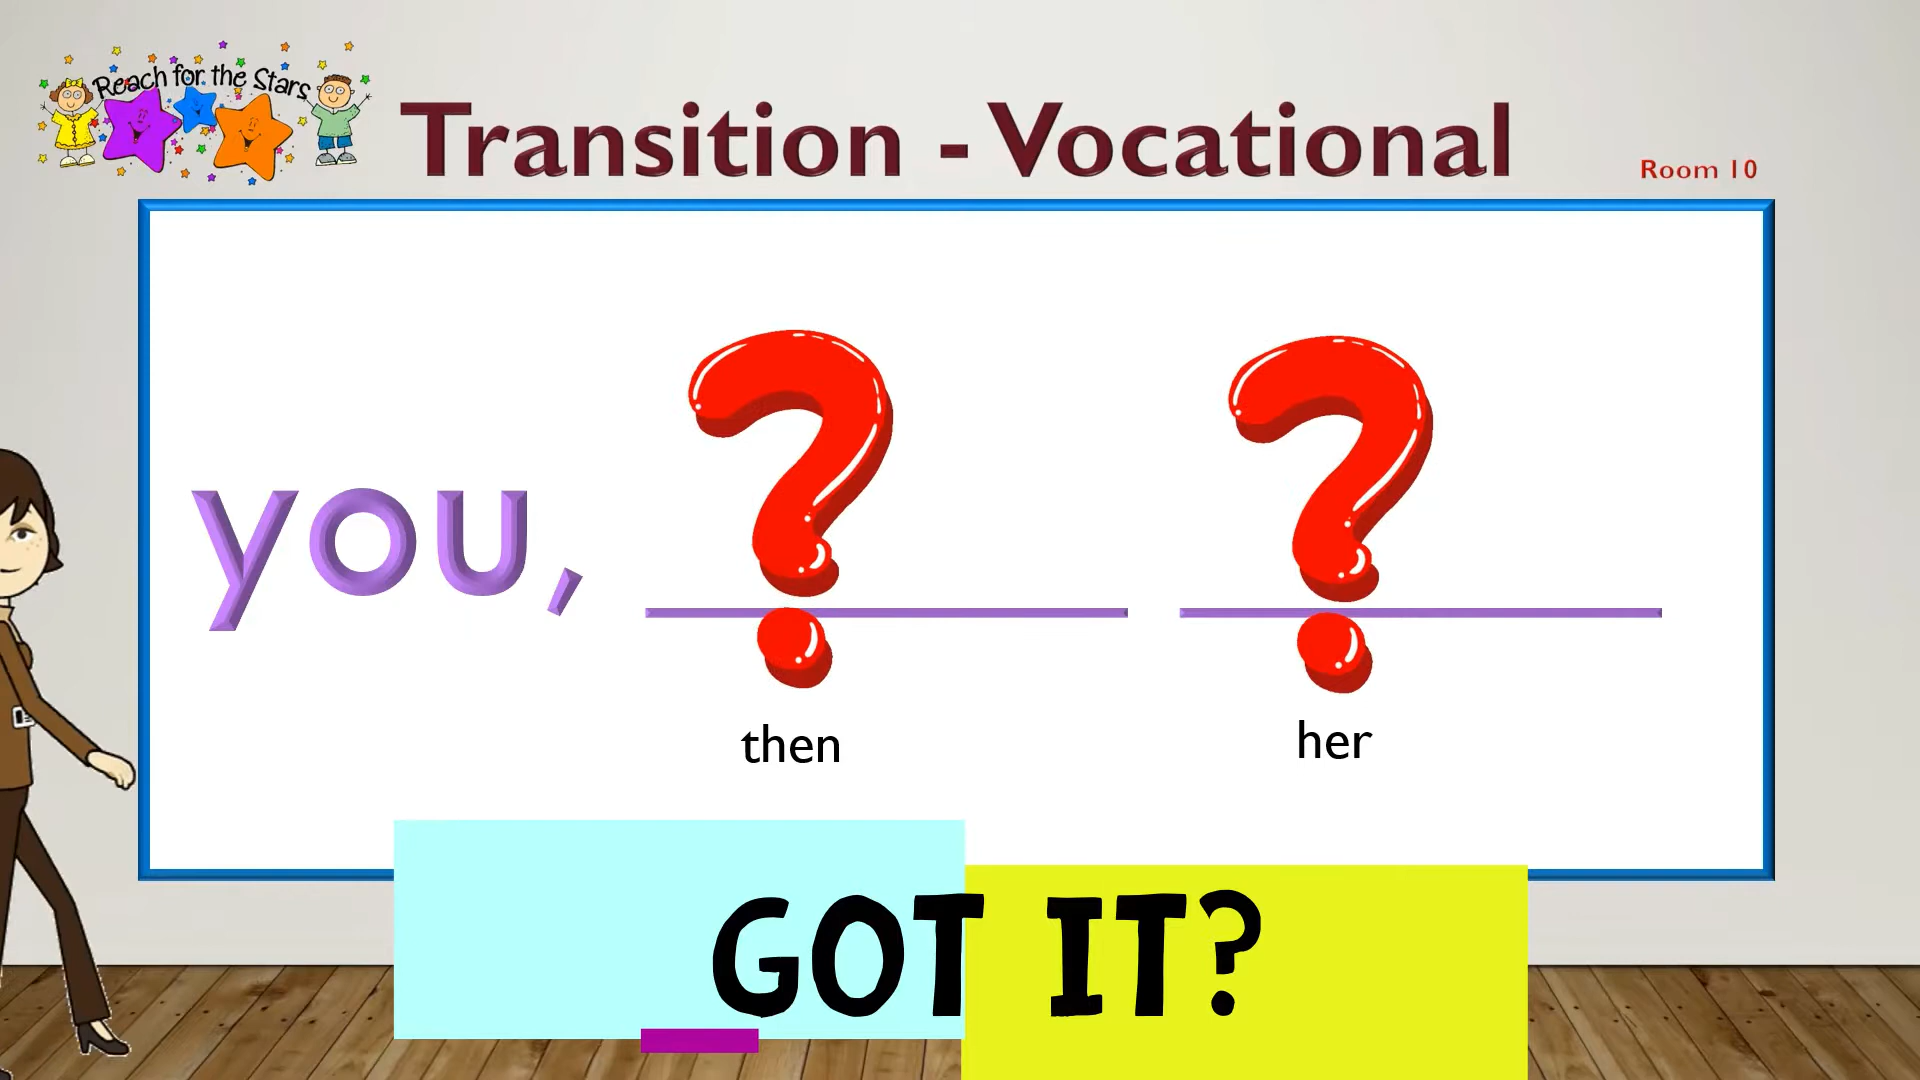 Reach for the Stars
Transition - Vocational
Room 10
you, ? ?
then her
GOT IT?